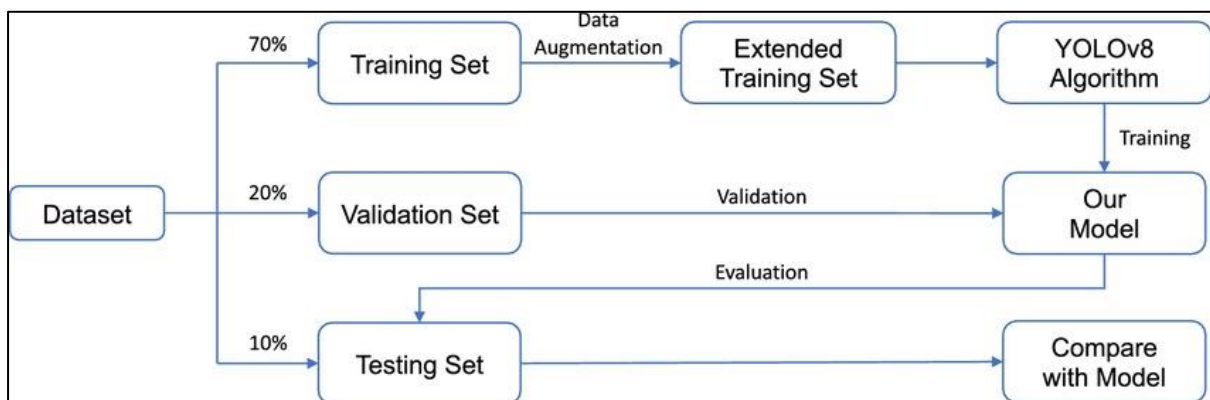 Data
Augmentation
70%
Training Set
Extended
Training Set
YOLOv8
Algorithm
Training
Dataset
20%
Validation Set
Validation
Our
Model
Evaluation
10%
Testing Set
Compare
with Model